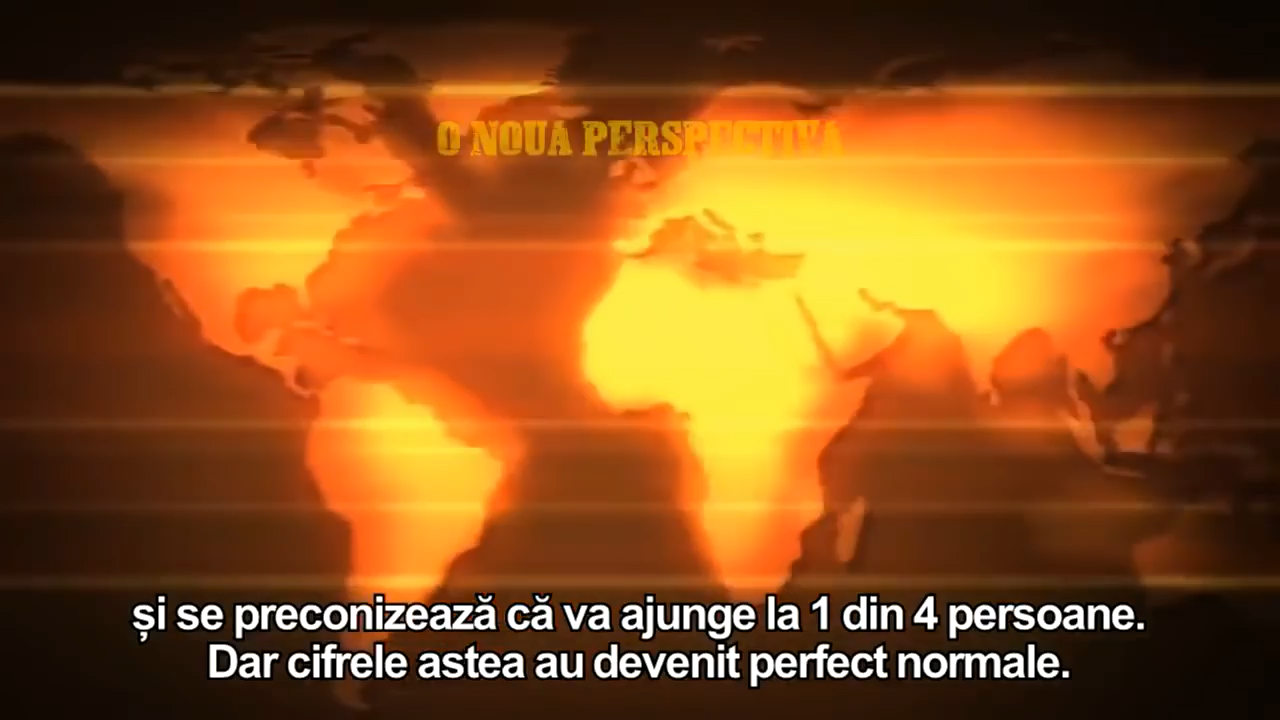 O NOUA PERSPECTIVA
și se preconizează că va ajunge la 1 din 4 persoane.
Dar cifrele astea au devenit perfect normale.